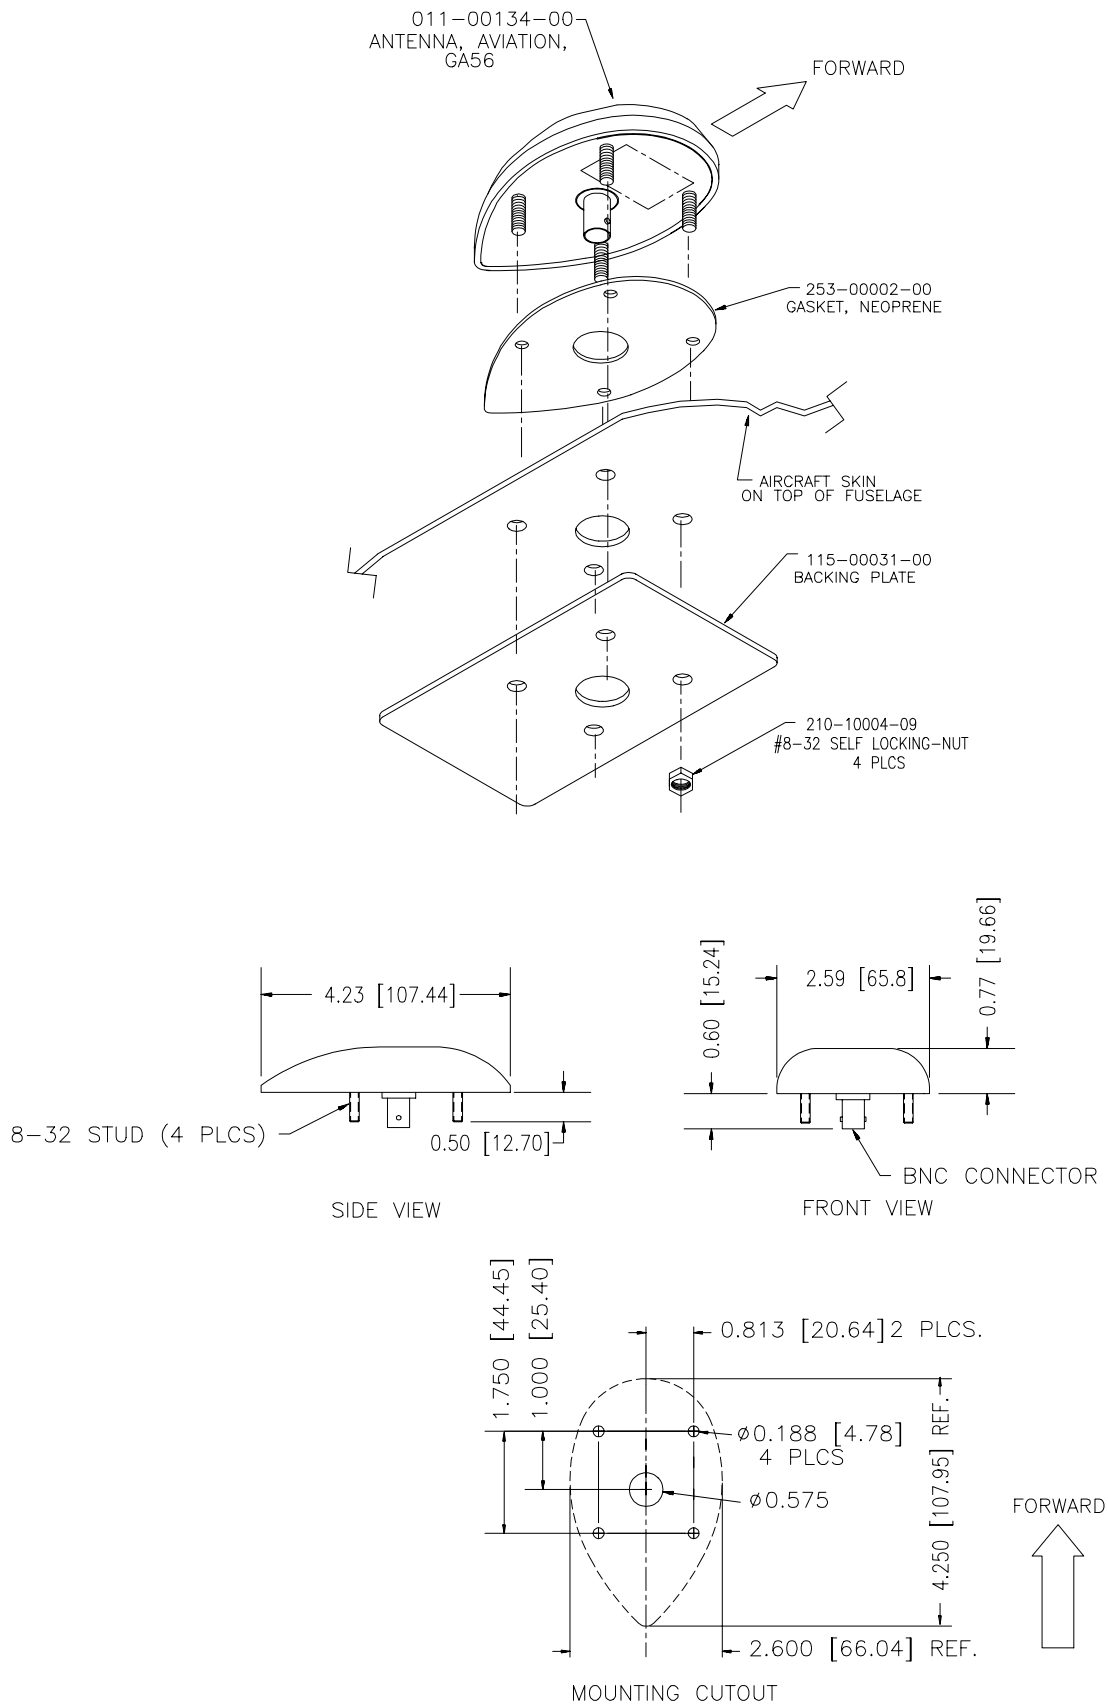 011-00134-00
ANTENNA, AVIATION,
GA56
FORWARD
253-00002-00
GASKET, NEOPRENE
AIRCRAFT SKIN
ON TOP OF FUSELAGE
115-00031-00
BACKING PLATE
210-10004-09
#8-32 SELF LOCKING-NUT
4 PLCS
4.23 [107.44]
8-32 STUD (4 PLCS)
0.50 [12.70]
SIDE VIEW
0.60 [15.24]
2.59 [65.8]
0.77 [19.66]
BNC CONNECTOR
FRONT VIEW
1.750 [44.45]
1.000 [25.40]
0.813 [20.64] 2 PLCS.
ø0.188 [4.78]
4 PLCS
ø0.575
4.250 [107.95] REF.
2.600 [66.04] REF.
FORWARD
MOUNTING CUTOUT